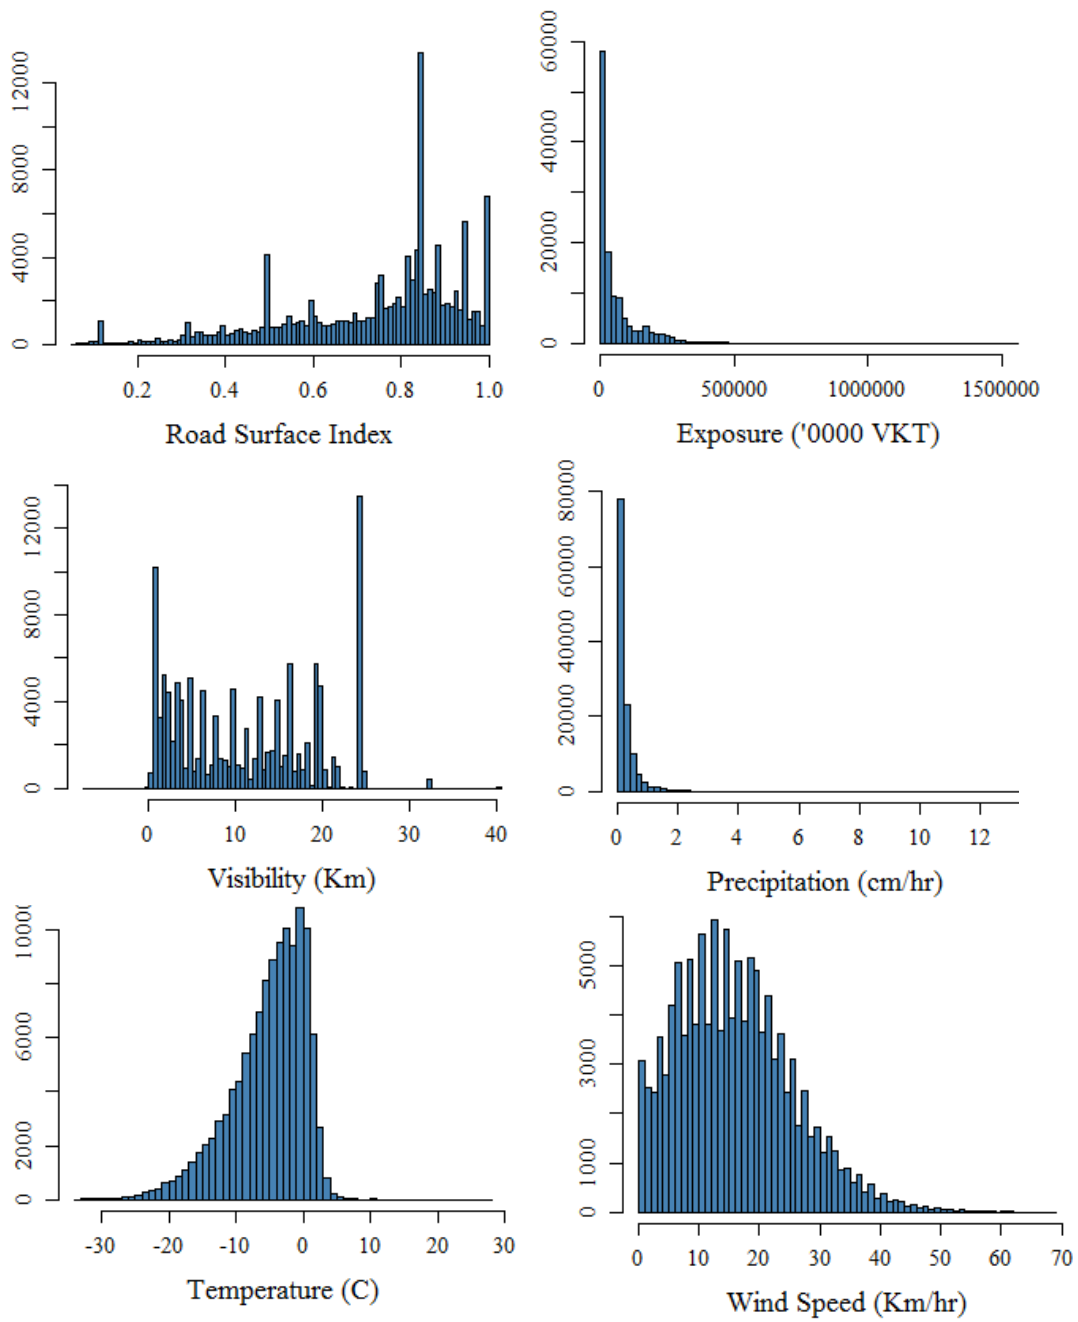 12000
8000
4000
0
0.2 0.4 0.6 0.8 1.0
Road Surface Index
60000
40000
20000
0
0 500000 1000000 1500000
Exposure ('0000 VKT)
12000
8000
4000
0
0 10 20 30 40
Visibility (Km)
80000
60000
40000
20000
0
0 2 4 6 8 10 12
Precipitation (cm/hr)
6000
2000
0
-30 -20 -10 0 10 20 30
Temperature (C)
5000
3000
1000
0
0 10 20 30 40 50 60 70
Wind Speed (Km/hr)